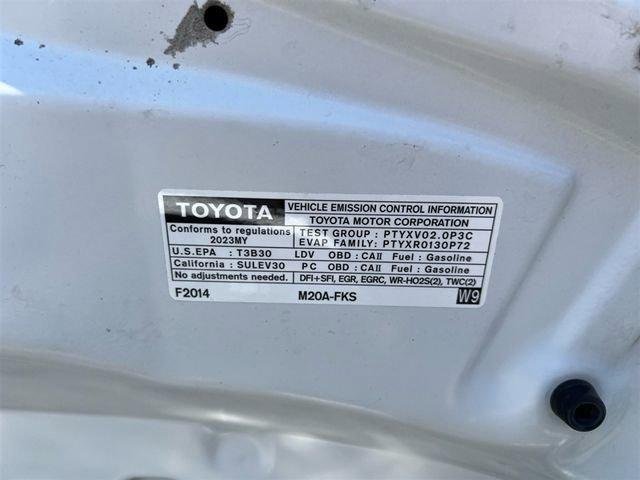 TOYOTA
VEHICLE EMISSION CONTROL INFORMATION
TOYOTA MOTOR CORPORATION
Conforms to regulations
2023MY
TEST GROUP : PTYXV02.0P3C
EVAP FAMILY: PTYXR0130P72
U.S.EPA : T3B30 LDV OBD : CAII Fuel : Gasoline
California : SULEV30 PC OBD : CAII Fuel : Gasoline
No adjustments needed. DFI+SFI, EGR, EGRC, WR-HO2S(2), TWC(2)
F2014 M20A-FKS W9